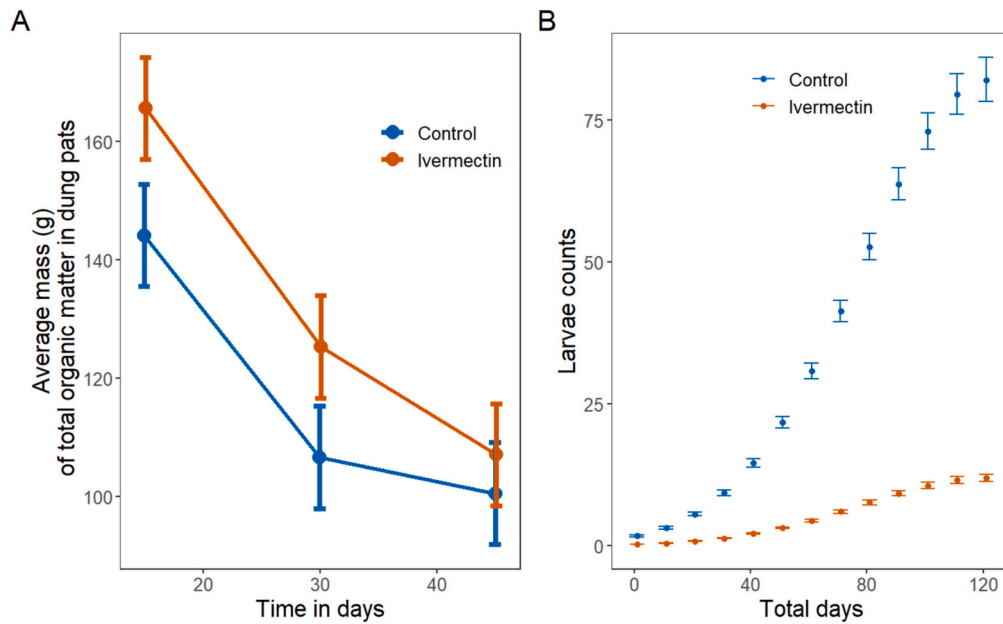 A
Average mass (g)
of total organic matter in dung pats
160
140
120
100
20
30
40
Time in days
Control
Ivermectin
B
Larvae counts
75
50
25
0
0
40
80
120
Total days
Control
Ivermectin